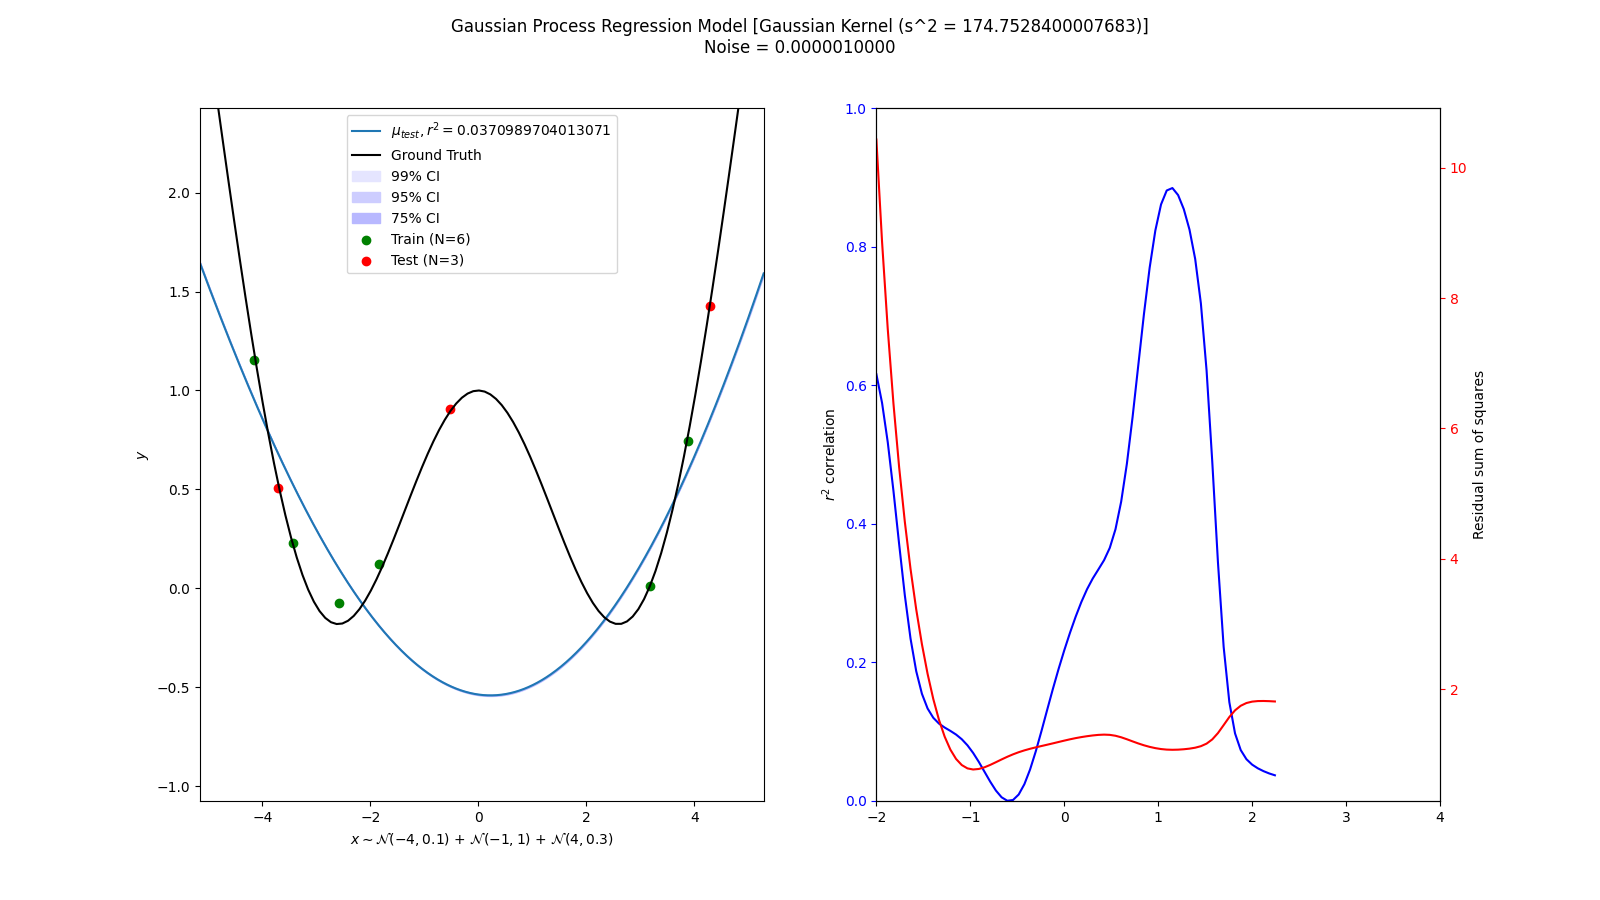 Gaussian Process Regression Model [Gaussian Kernel (s^2 = 174.7528400007683)]
Noise = 0.0000010000
μ_test, r² = 0.0370989704013071
Ground Truth
99% CI
95% CI
75% CI
Train (N=6)
Test (N=3)
y
2.0
1.5
1.0
0.5
0.0
−0.5
−1.0
−4 −2 0 2 4
x ∼ 𝒩(−4, 0.1) + 𝒩(−1, 1) + 𝒩(4, 0.3)
r² correlation
1.0
0.8
0.6
0.4
0.2
0.0
−2 −1 0 1 2 3 4
10
8
6
4
2
Residual sum of squares